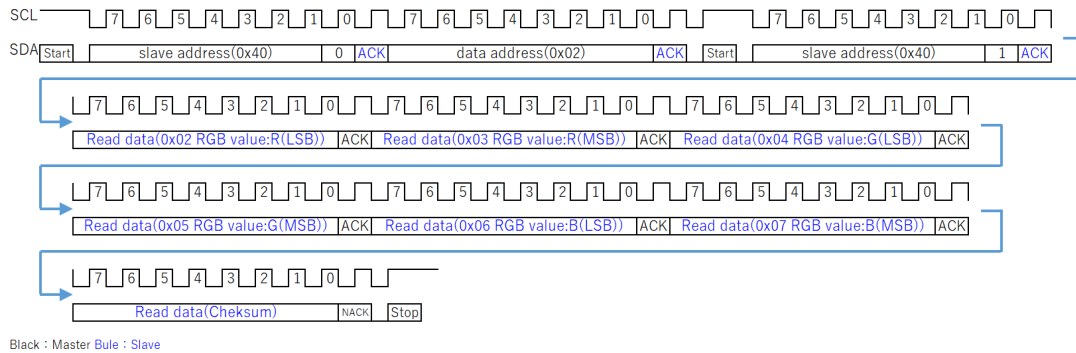 SCL 7 6 5 4 3 2 1 0 7 6 5 4 3 2 1 0 7 6 5 4 3 2 1 0
SDA Start slave address(0x40) 0 ACK data address(0x02) ACK Start slave address(0x40) 1 ACK
7 6 5 4 3 2 1 0 7 6 5 4 3 2 1 0 7 6 5 4 3 2 1 0
Read data(0x02 RGB value:R(LSB)) ACK Read data(0x03 RGB value:R(MSB)) ACK Read data(0x04 RGB value:G(LSB)) ACK
7 6 5 4 3 2 1 0 7 6 5 4 3 2 1 0 7 6 5 4 3 2 1 0
Read data(0x05 RGB value:G(MSB)) ACK Read data(0x06 RGB value:B(LSB)) ACK Read data(0x07 RGB value:B(MSB)) ACK
7 6 5 4 3 2 1 0
Read data(Cheksum) NACK Stop
Black：Master Bule：Slave